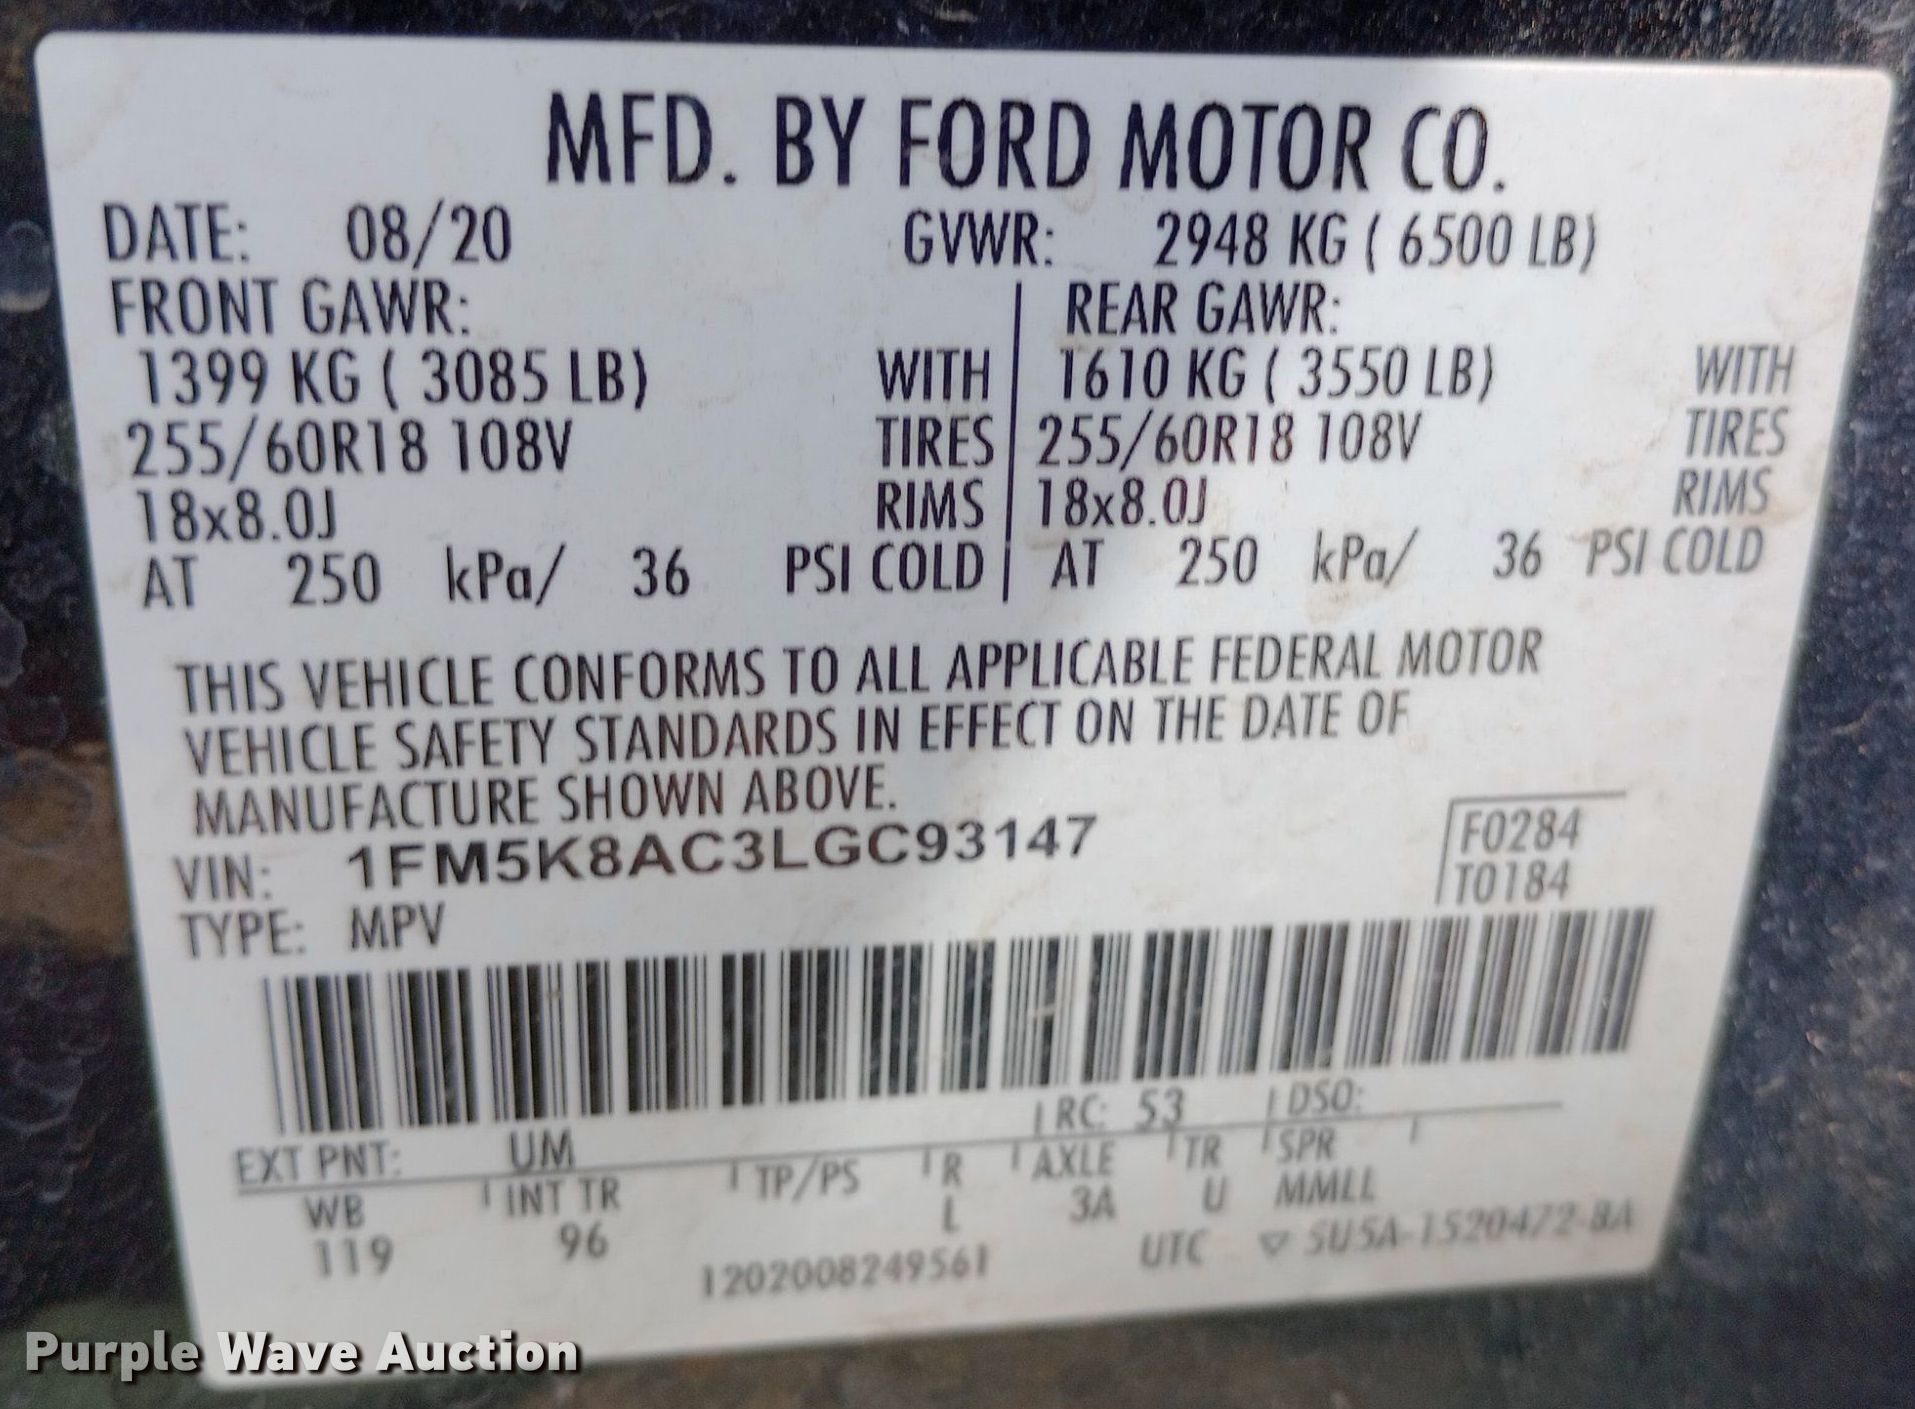 MFD. BY FORD MOTOR CO.
DATE: 08/20 GVWR: 2948 KG ( 6500 LB)
FRONT GAWR: REAR GAWR:
1399 KG ( 3085 LB) WITH 1610 KG ( 3550 LB) WITH
255/60R18 108V TIRES 255/60R18 108V TIRES
18x8.0J RIMS 18x8.0J RIMS
AT 250 kPa/ 36 PSI COLD AT 250 kPa/ 36 PSI COLD
THIS VEHICLE CONFORMS TO ALL APPLICABLE FEDERAL MOTOR
VEHICLE SAFETY STANDARDS IN EFFECT ON THE DATE OF
MANUFACTURE SHOWN ABOVE.
F0284
VIN: 1FM5K8AC3LGC93147
T0184
TYPE: MPV
RC: 53 DSO:
EXT PNT: UM
WB INT TR TP/PS R AXLE TR SPR
119 96 L 3A U MMLL
1202008249561 UTC ▽ SU5A-1520472-BA
Purple Wave Auction